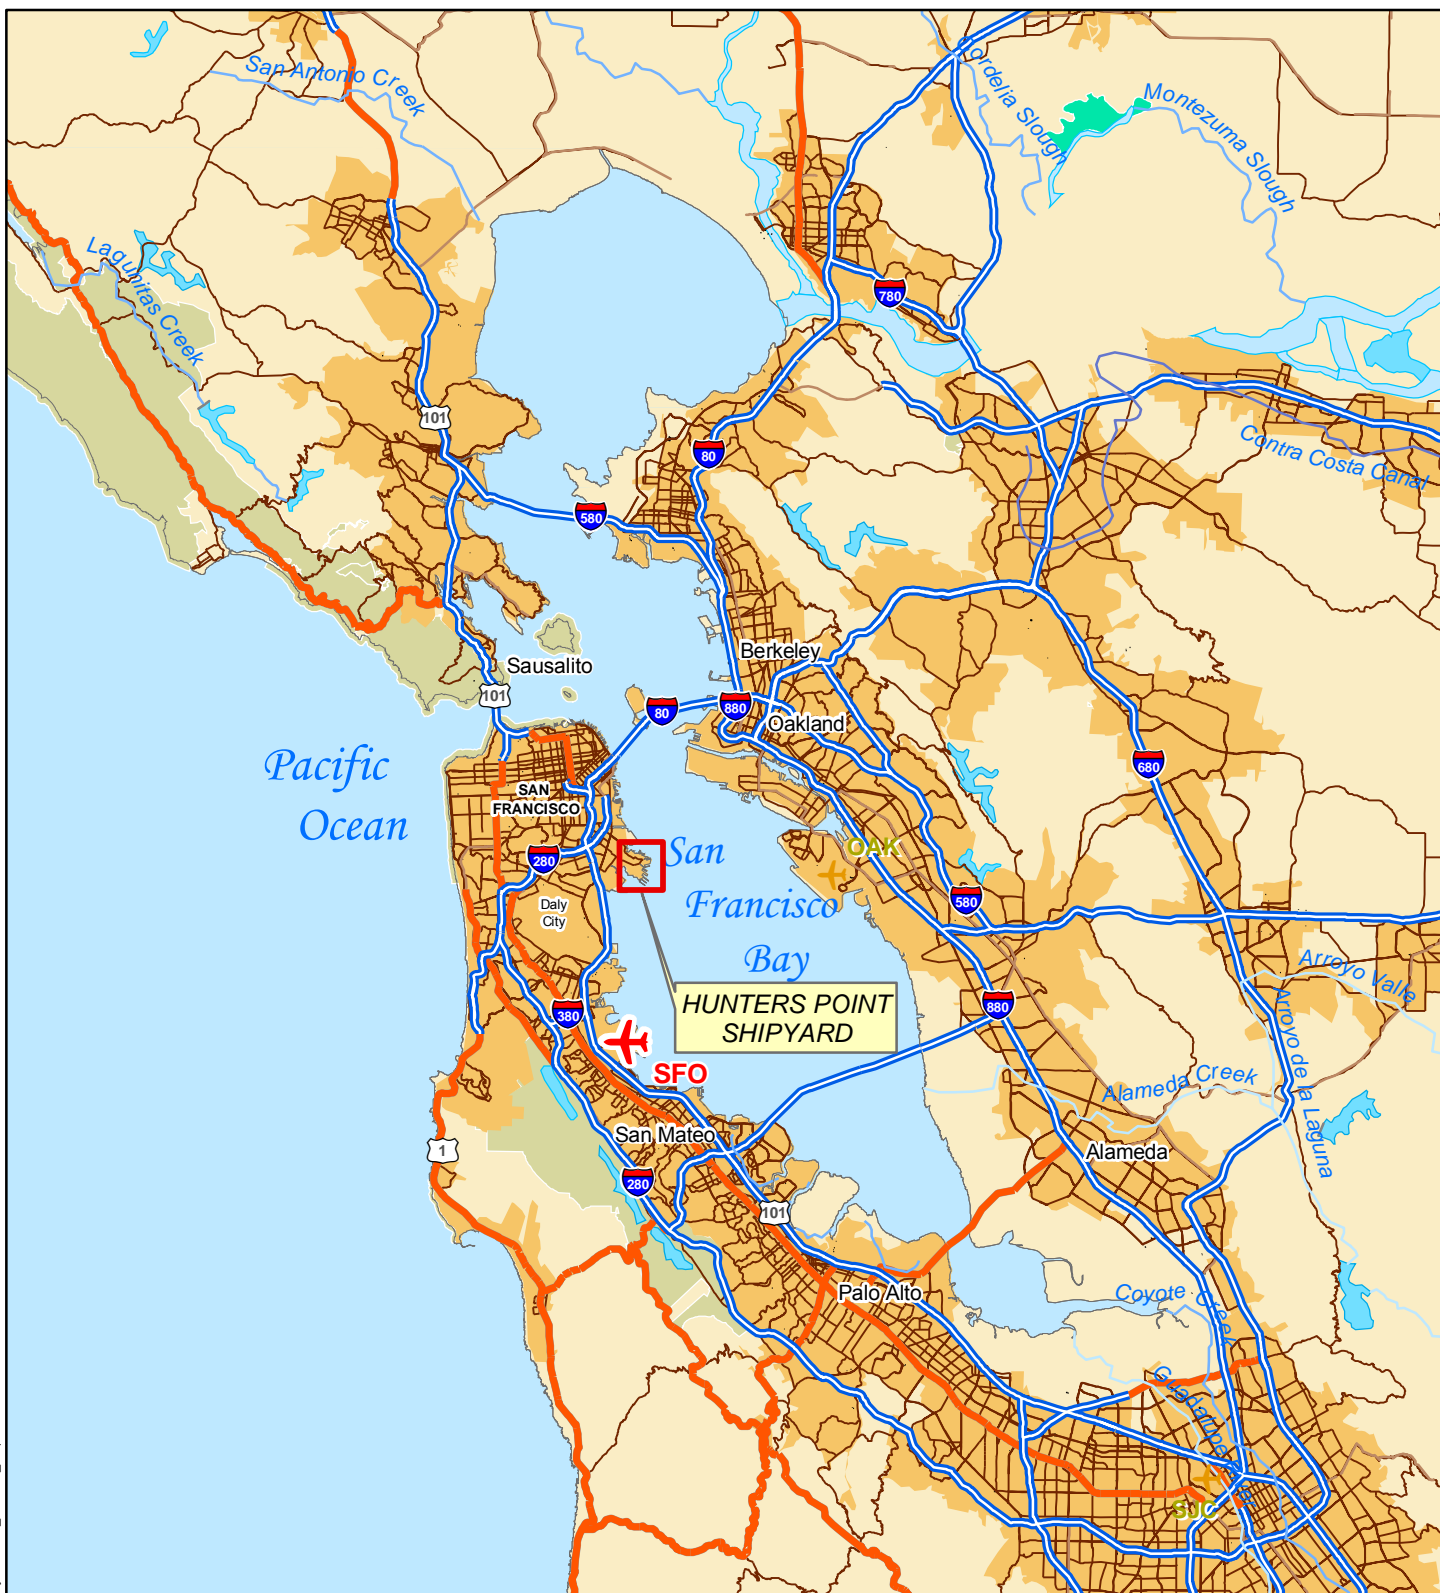 San Antonio Creek
Cordelia Slough
Montezuma Slough
Lagunitas Creek
780
101
80
Contra Costa Canal
580
Berkeley
Sausalito
101
80
880
Oakland
Pacific
Ocean
680
SAN
FRANCISCO
280
San
Francisco
Bay
OAK
580
Daly
City
Arroyo Valle
HUNTERS POINT
SHIPYARD
380
880
Arroyo de la Laguna
SFO
Alameda Creek
San Mateo
1
Alameda
280
101
Palo Alto
Coyote Creek
Guadalupe River
SJC